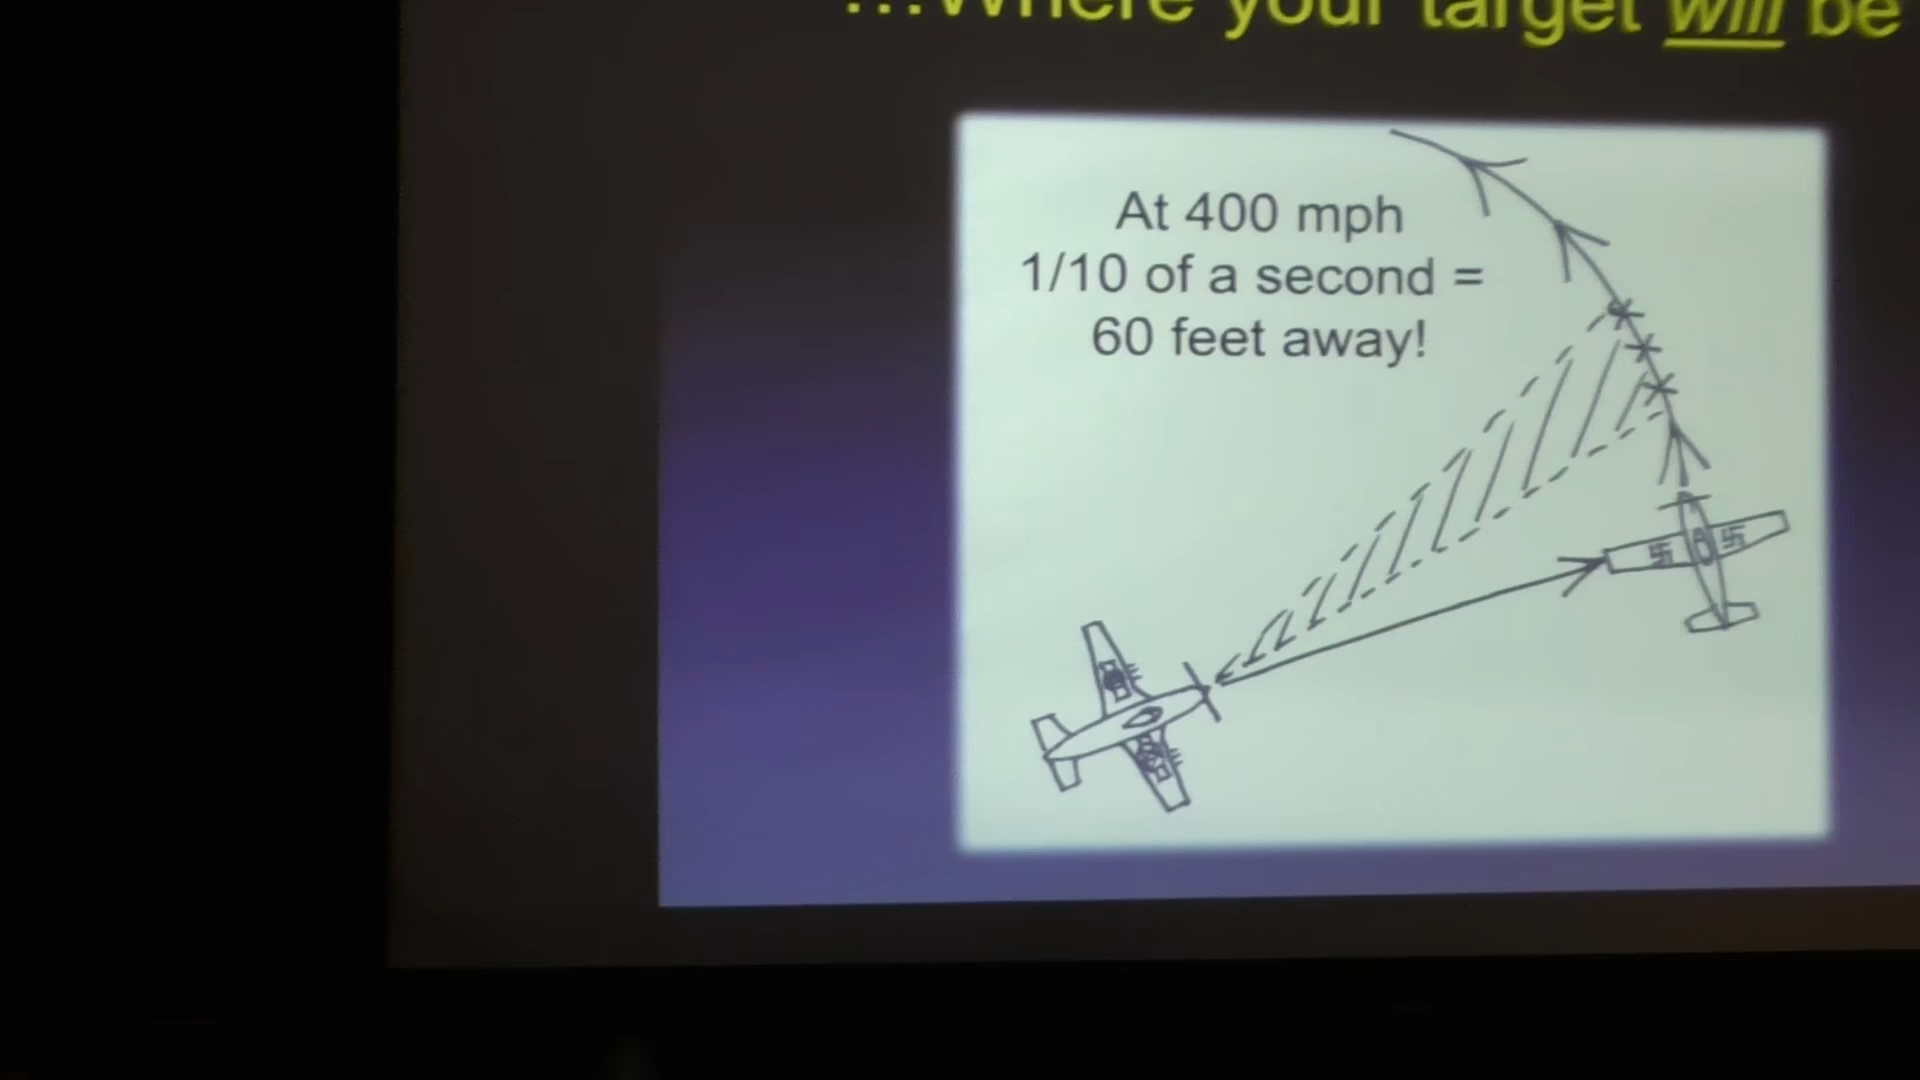 ...Where your target will be
At 400 mph
1/10 of a second =
60 feet away!